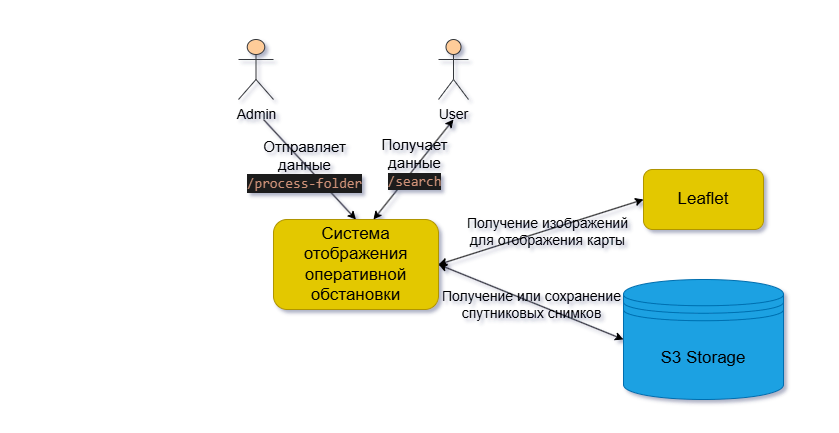 Admin
User
Отправляет
данные
/process-folder
Получает
данные
/search
Система
отображения
оперативной
обстановки
Получение изображений
для отображения карты
Leaflet
Получение или сохранение
спутниковых снимков
S3 Storage